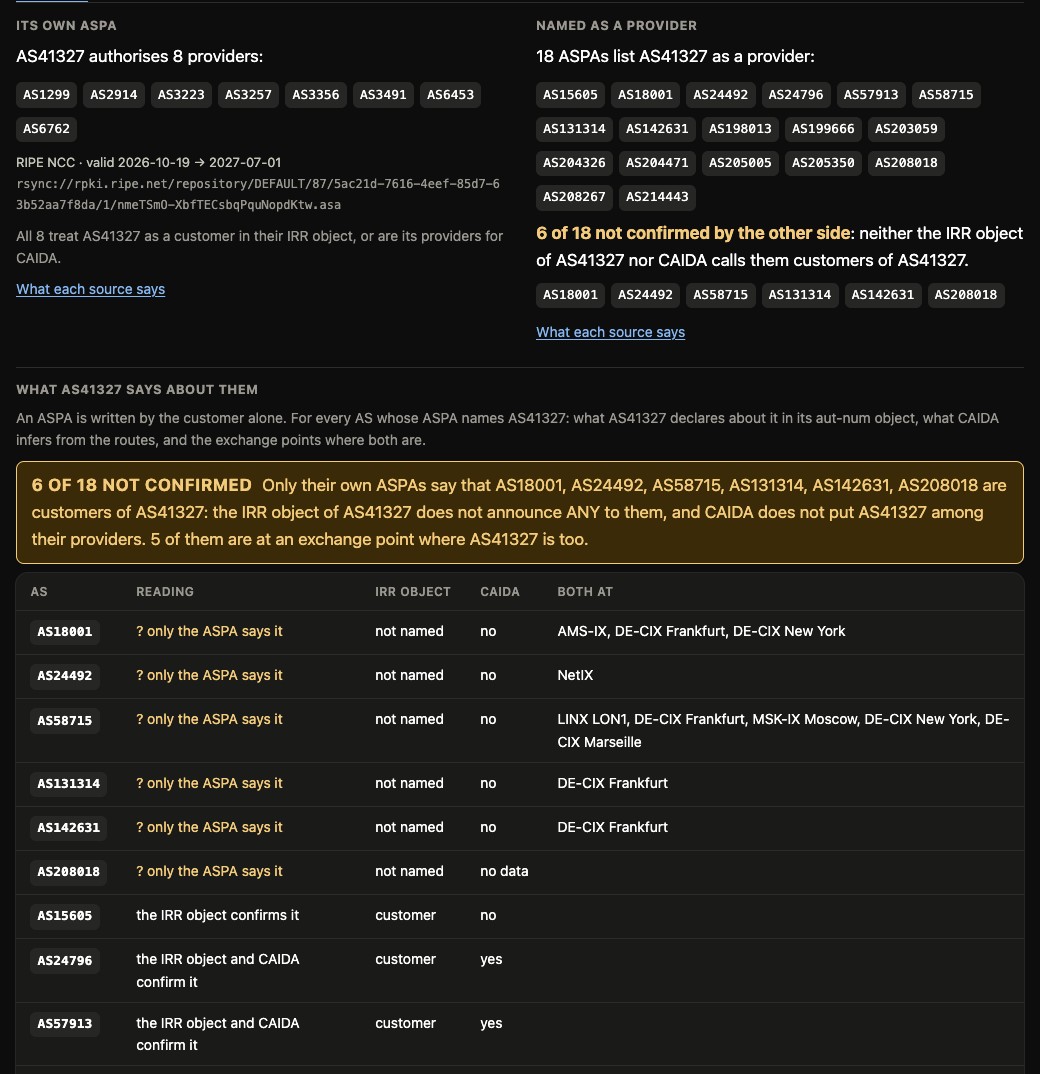 ITS OWN ASPA
AS41327 authorises 8 providers:
AS1299 AS2914 AS3223 AS3257 AS3356 AS3491 AS6453
AS6762
RIPE NCC · valid 2026-10-19 → 2027-07-01
rsync://rpki.ripe.net/repository/DEFAULT/87/5ac21d-7616-4eef-85d7-6
3b52aa7f8da/1/nmeTSmO-XbfTECsbqPquNopdKtw.asa
All 8 treat AS41327 as a customer in their IRR object, or are its providers for
CAIDA.
What each source says
NAMED AS A PROVIDER
18 ASPAs list AS41327 as a provider:
AS15605 AS18001 AS24492 AS24796 AS57913 AS58715
AS131314 AS142631 AS198013 AS199666 AS203059
AS204326 AS204471 AS205005 AS205350 AS208018
AS208267 AS214443
6 of 18 not confirmed by the other side: neither the IRR object
of AS41327 nor CAIDA calls them customers of AS41327.
AS18001 AS24492 AS58715 AS131314 AS142631 AS208018
What each source says
WHAT AS41327 SAYS ABOUT THEM
An ASPA is written by the customer alone. For every AS whose ASPA names AS41327: what AS41327 declares about it in its aut-num object, what CAIDA
infers from the routes, and the exchange points where both are.
6 OF 18 NOT CONFIRMED Only their own ASPAs say that AS18001, AS24492, AS58715, AS131314, AS142631, AS208018 are
customers of AS41327: the IRR object of AS41327 does not announce ANY to them, and CAIDA does not put AS41327 among
their providers. 5 of them are at an exchange point where AS41327 is too.
AS READING IRR OBJECT CAIDA BOTH AT
AS18001 ? only the ASPA says it not named no AMS-IX, DE-CIX Frankfurt, DE-CIX New York
AS24492 ? only the ASPA says it not named no NetIX
AS58715 ? only the ASPA says it not named no LINX LON1, DE-CIX Frankfurt, MSK-IX Moscow, DE-CIX New York, DE-
CIX Marseille
AS131314 ? only the ASPA says it not named no DE-CIX Frankfurt
AS142631 ? only the ASPA says it not named no DE-CIX Frankfurt
AS208018 ? only the ASPA says it not named no data
AS15605 the IRR object confirms it customer no
AS24796 the IRR object and CAIDA customer yes
confirm it
AS57913 the IRR object and CAIDA customer yes
confirm it